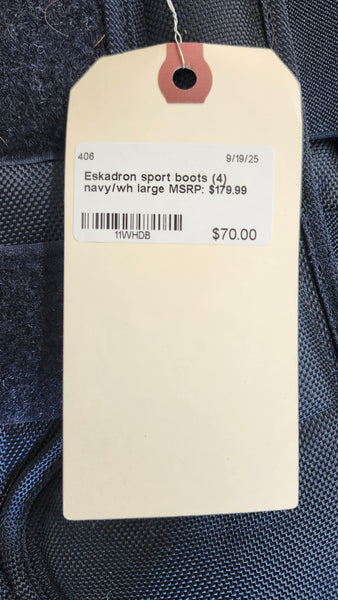 406 9/19/25
Eskadron sport boots (4)
navy/wh large MSRP: $179.99
11WHDB $70.00